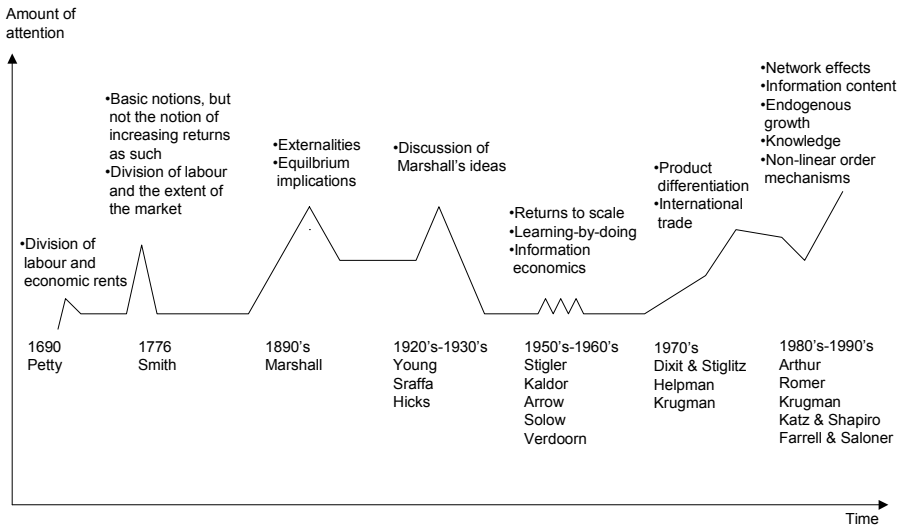 Amount of
attention
•Basic notions, but
not the notion of
increasing returns
as such
•Division of labour
and the extent of
the market
•Division of
labour and
economic rents
•Externalities
•Equilbrium
implications
•Discussion of
Marshall's ideas
•Returns to scale
•Learning-by-doing
•Information
economics
•Product
differentiation
•International
trade
•Network effects
•Information content
•Endogenous
growth
•Knowledge
•Non-linear order
mechanisms
1690
Petty
1776
Smith
1890's
Marshall
1920's-1930's
Young
Sraffa
Hicks
1950's-1960's
Stigler
Kaldor
Arrow
Solow
Verdoorn
1970's
Dixit & Stiglitz
Helpman
Krugman
1980's-1990's
Arthur
Romer
Krugman
Katz & Shapiro
Farrell & Saloner
Time